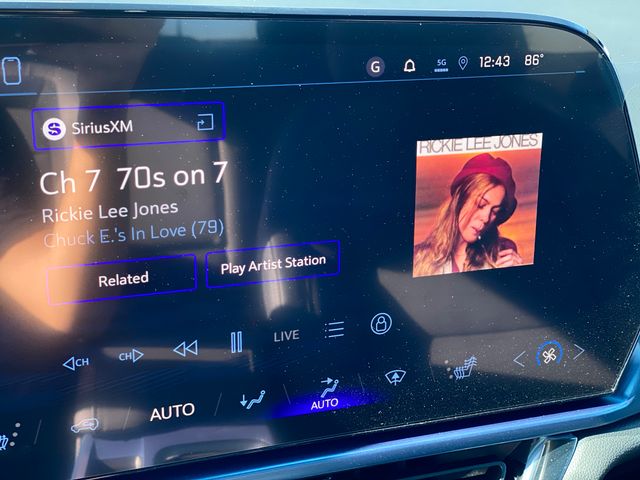 G 5G 12:43 86°
SiriusXM
Ch 7 70s on 7
Rickie Lee Jones
Chuck E.'s In Love (79)
Related
Play Artist Station
RICKIE LEE JONES
CH
CH
LIVE
AUTO
AUTO